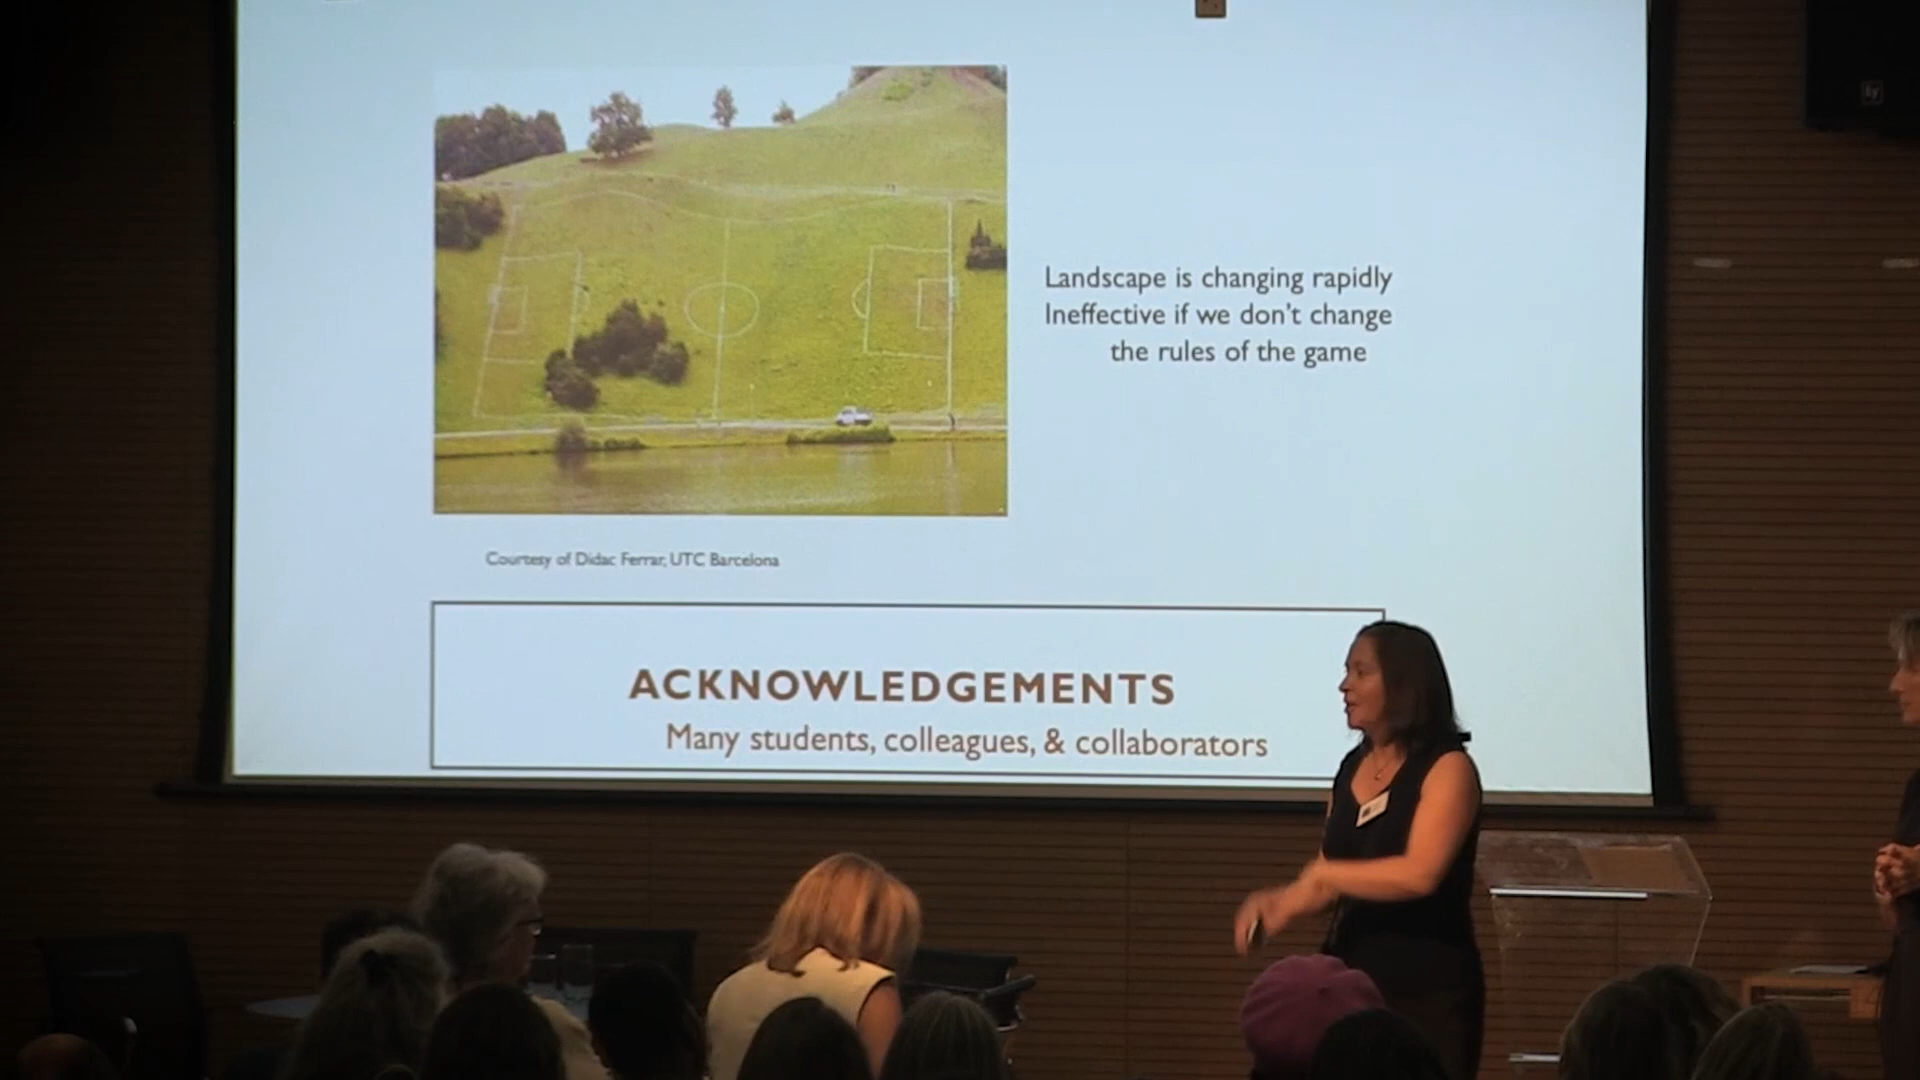 Landscape is changing rapidly
Ineffective if we don't change
the rules of the game
Courtesy of Didac Ferrar, UTC Barcelona
ACKNOWLEDGEMENTS
Many students, colleagues, & collaborators